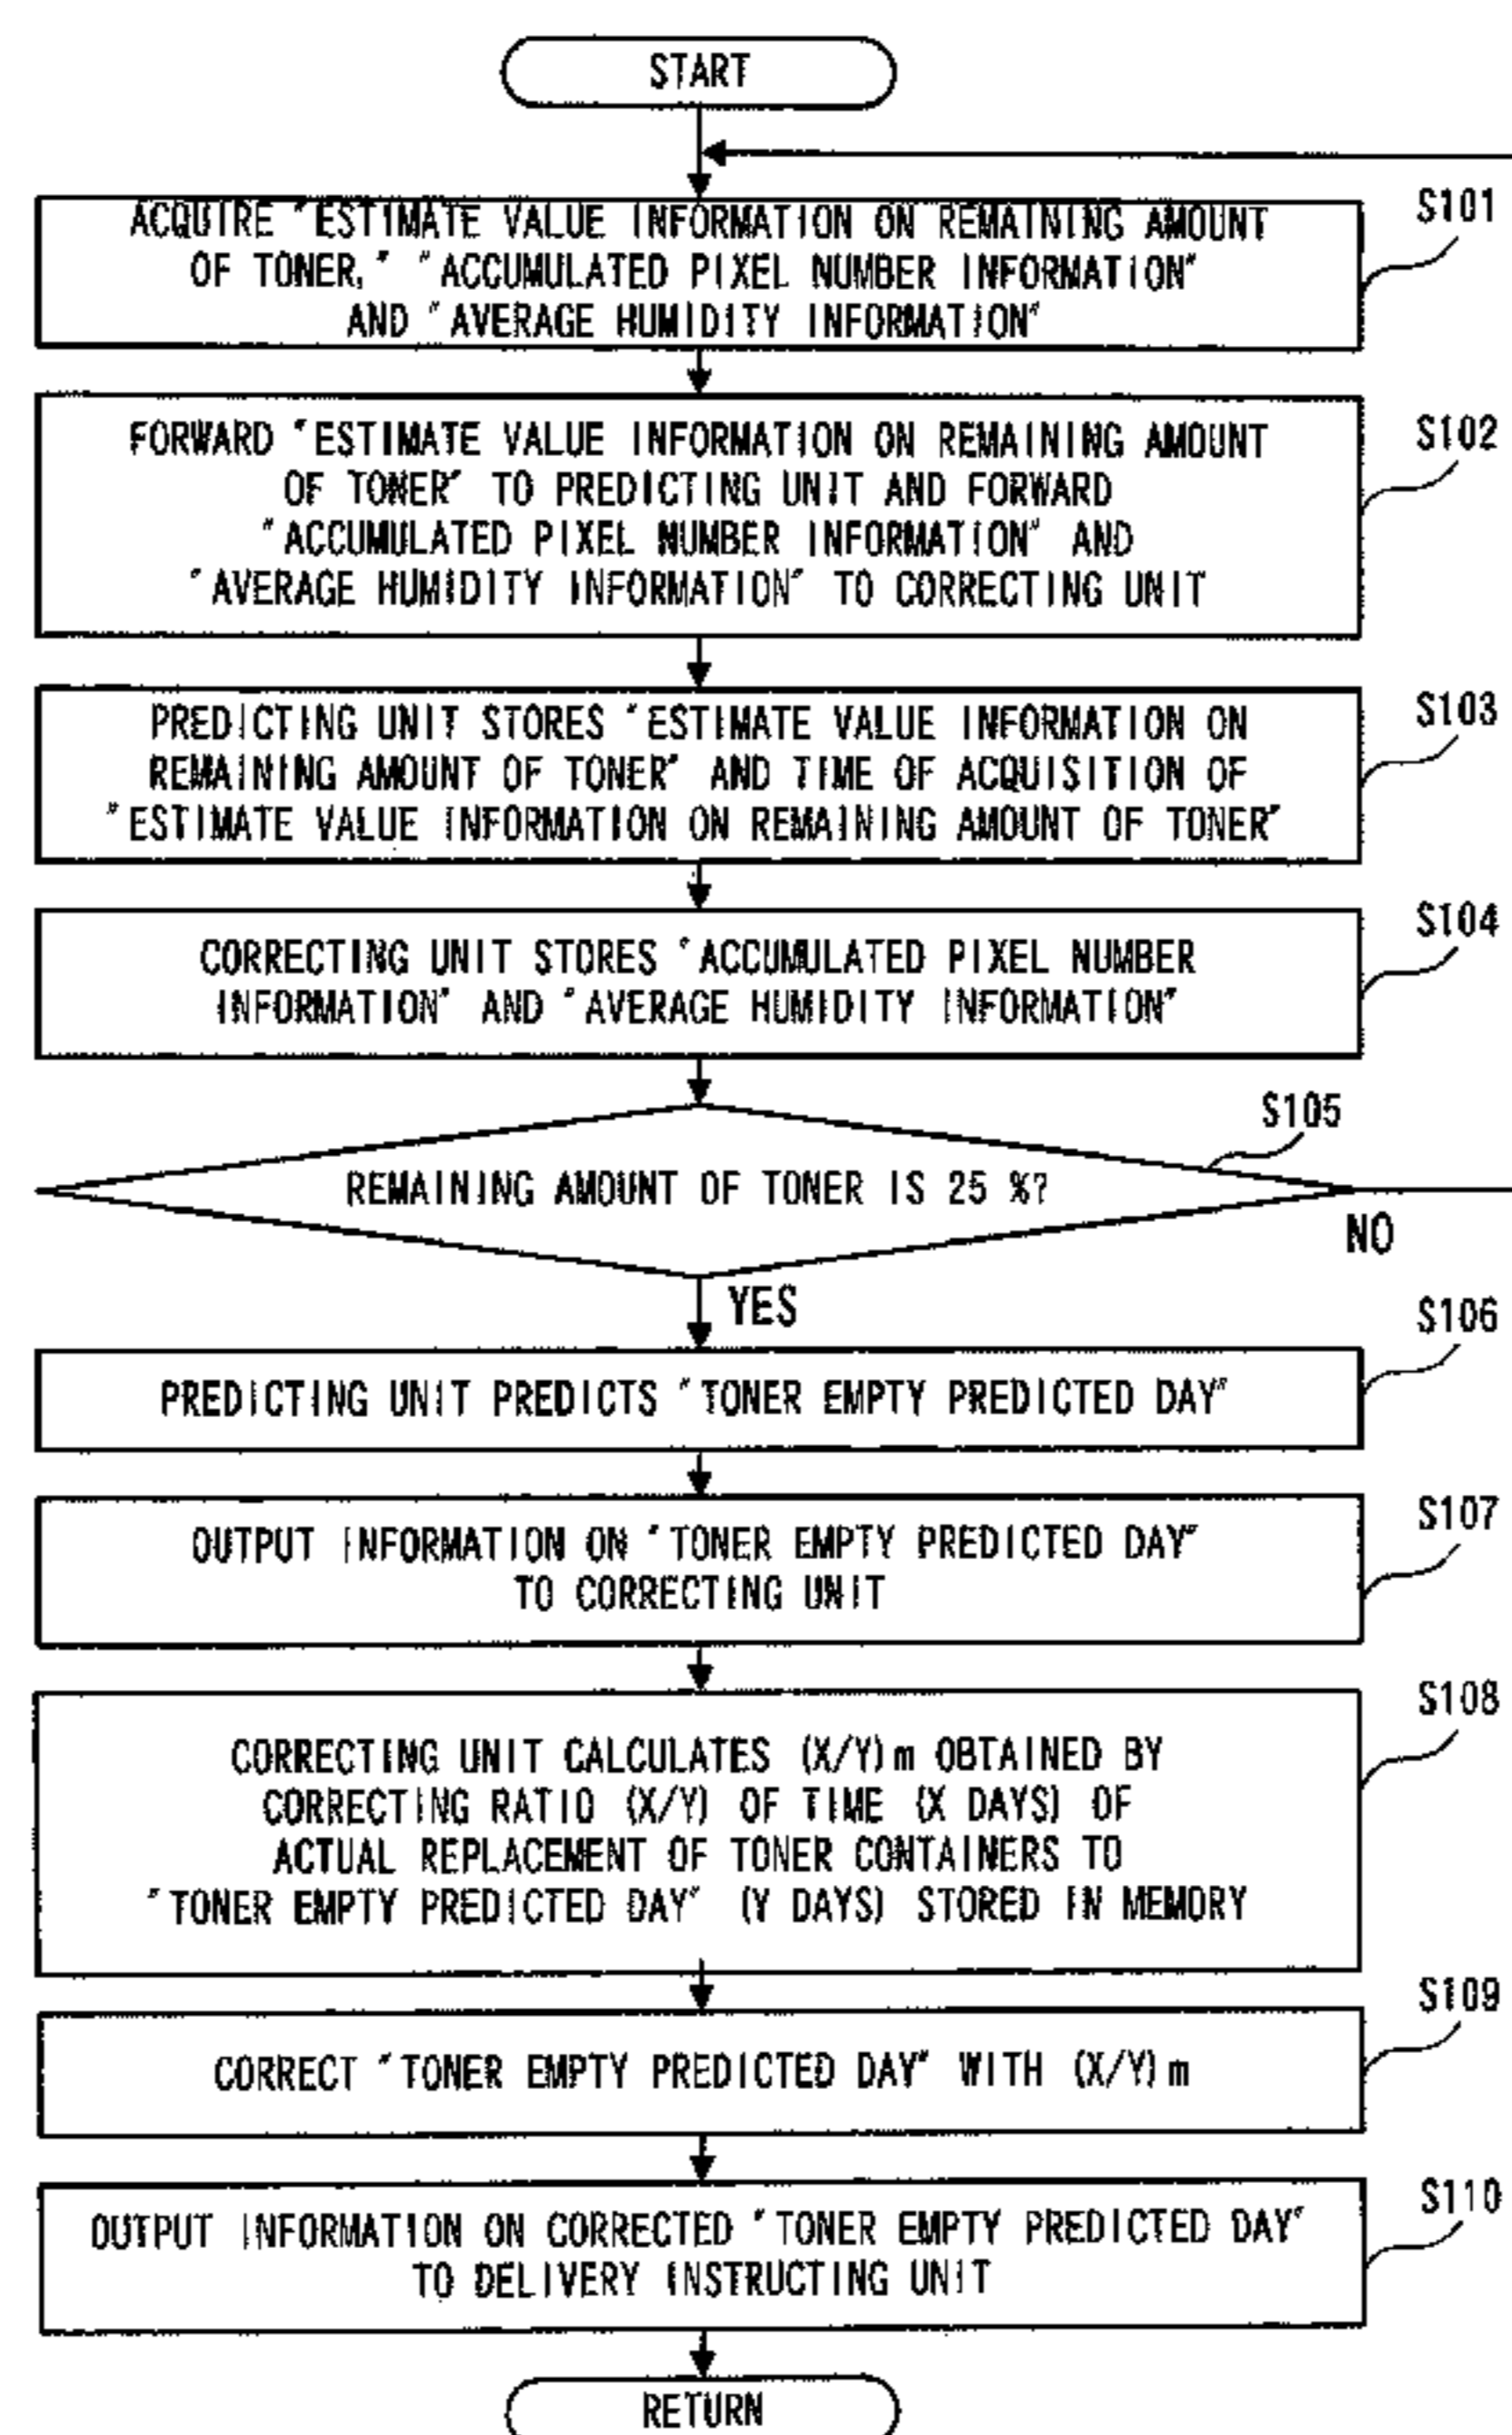 START
ACQUIRE "ESTIMATE VALUE INFORMATION ON REMAINING AMOUNT
OF TONER," "ACCUMULATED PIXEL NUMBER INFORMATION"
AND "AVERAGE HUMIDITY INFORMATION"
S101
FORWARD "ESTIMATE VALUE INFORMATION ON REMAINING AMOUNT
OF TONER" TO PREDICTING UNIT AND FORWARD
"ACCUMULATED PIXEL NUMBER INFORMATION" AND
"AVERAGE HUMIDITY INFORMATION" TO CORRECTING UNIT
S102
PREDICTING UNIT STORES "ESTIMATE VALUE INFORMATION ON
REMAINING AMOUNT OF TONER" AND TIME OF ACQUISITION OF
"ESTIMATE VALUE INFORMATION ON REMAINING AMOUNT OF TONER"
S103
CORRECTING UNIT STORES "ACCUMULATED PIXEL NUMBER
INFORMATION" AND "AVERAGE HUMIDITY INFORMATION"
S104
REMAINING AMOUNT OF TONER IS 25 %?
S105
NO
YES
PREDICTING UNIT PREDICTS "TONER EMPTY PREDICTED DAY"
S106
OUTPUT INFORMATION ON "TONER EMPTY PREDICTED DAY"
TO CORRECTING UNIT
S107
CORRECTING UNIT CALCULATES (X/Y)m OBTAINED BY
CORRECTING RATIO (X/Y) OF TIME (X DAYS) OF
ACTUAL REPLACEMENT OF TONER CONTAINERS TO
"TONER EMPTY PREDICTED DAY" (Y DAYS) STORED IN MEMORY
S108
CORRECT "TONER EMPTY PREDICTED DAY" WITH (X/Y)m
S109
OUTPUT INFORMATION ON CORRECTED "TONER EMPTY PREDICTED DAY"
TO DELIVERY INSTRUCTING UNIT
S110
RETURN